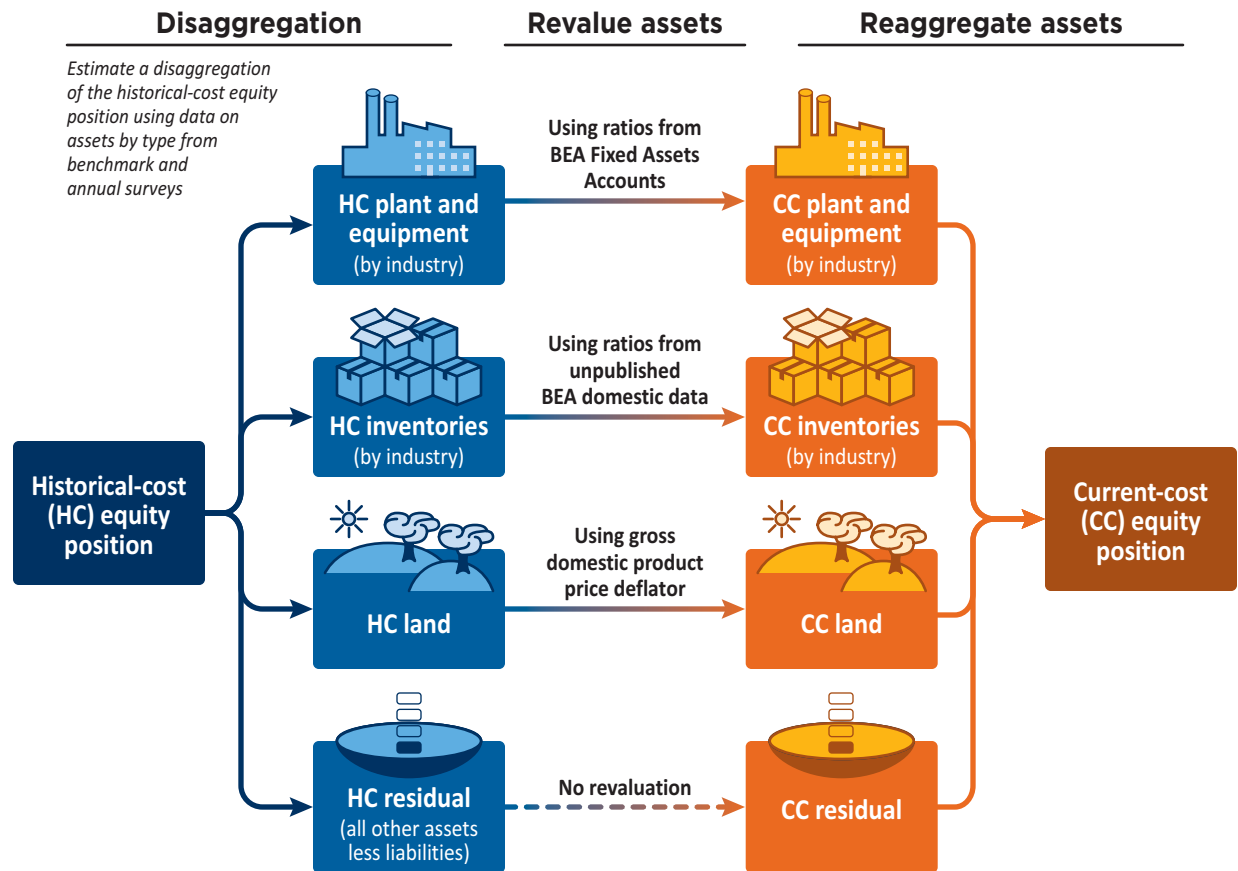 Disaggregation
Revalue assets
Reaggregate assets
Estimate a disaggregation
of the historical-cost equity
position using data on
assets by type from
benchmark and
annual surveys
Historical-cost
(HC) equity
position
HC plant and
equipment
(by industry)
Using ratios from
BEA Fixed Assets
Accounts
CC plant and
equipment
(by industry)
HC inventories
(by industry)
Using ratios from
unpublished
BEA domestic data
CC inventories
(by industry)
HC land
Using gross
domestic product
price deflator
CC land
HC residual
(all other assets
less liabilities)
No revaluation
CC residual
Current-cost
(CC) equity
position